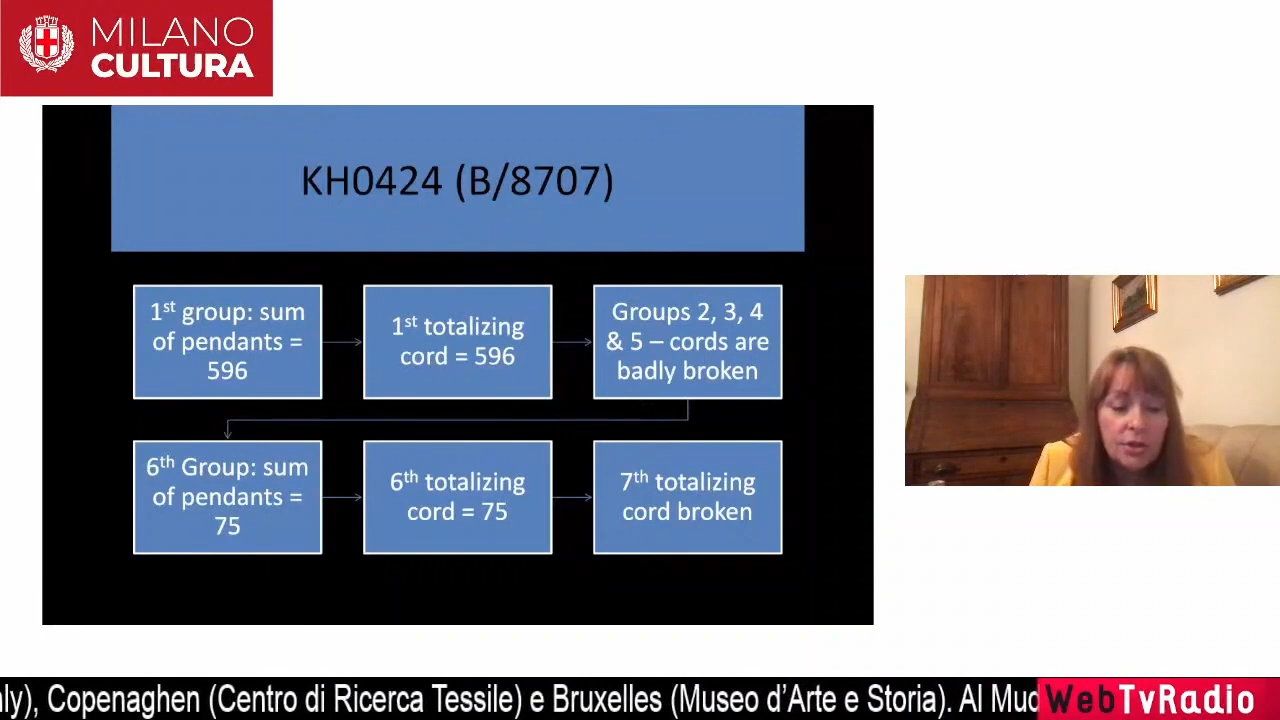 MILANO
CULTURA
KH0424 (B/8707)
1st group: sum
of pendants =
596
1st totalizing
cord = 596
Groups 2, 3, 4
& 5 – cords are
badly broken
6th Group: sum
of pendants =
75
6th totalizing
cord = 75
7th totalizing
cord broken
Copenaghen (Centro di Ricerca Tessile) e Bruxelles (Museo d’Arte e Storia). Al
WebTvRadio